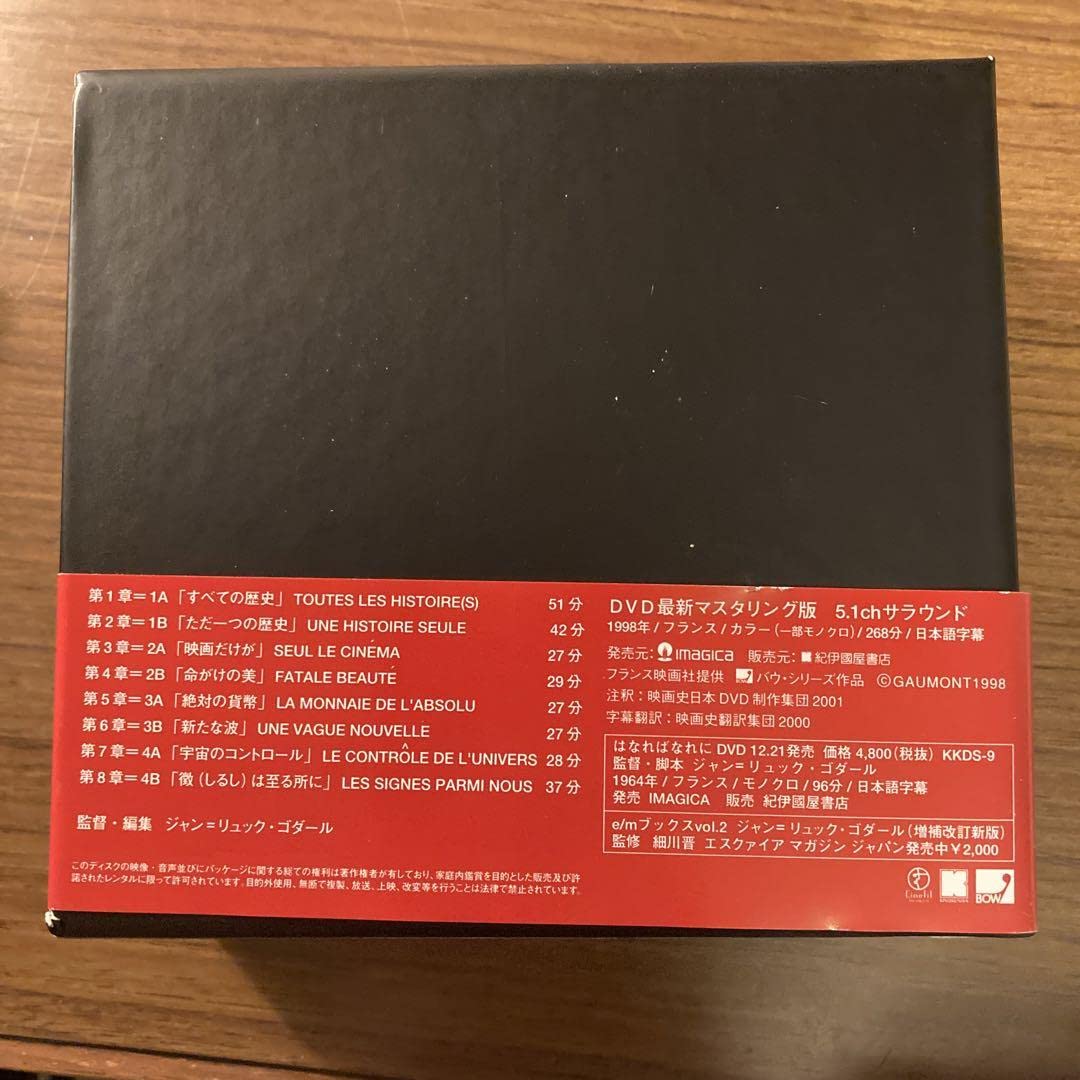 第1章=1A「すべての歴史」TOUTES LES HISTOIRE(S) 51分
第2章=1B「ただ一つの歴史」UNE HISTOIRE SEULE 42分
第3章=2A「映画だけが」SEUL LE CINÉMA 27分
第4章=2B「命がけの美」FATALE BEAUTÉ 29分
第5章=3A「絶対の貨幣」LA MONNAIE DE L'ABSOLU 27分
第6章=3B「新たな波」UNE VAGUE NOUVELLE 27分
第7章=4A「宇宙のコントロール」LE CONTRÔLE DE L'UNIVERS 28分
第8章=4B「徴(しるし)は至る所に」LES SIGNES PARMI NOUS 37分
監督・編集 ジャン=リュック・ゴダール
このディスクの映像・音声並びにパッケージに関する総ての権利は著作権者が有しており、家庭内鑑賞を目的とした販売及び許
諾されたレンタルに限って許可されています。目的外使用、無断で複製、放送、上映、改変等を行うことは法律で禁止されています。
DVD最新マスタリング版 5.1chサラウンド
1998年/フランス/カラー(一部モノクロ)/268分/日本語字幕
発売元:IMAGICA 販売元:紀伊國屋書店
フランス映画社提供 バウ・シリーズ作品 ©GAUMONT1998
注釈:映画史日本DVD制作集団2001
字幕翻訳:映画史翻訳集団2000
はなればなれに DVD 12.21発売 価格 4,800(税抜) KKDS-9
監督・脚本 ジャン=リュック・ゴダール
1964年/フランス/モノクロ/96分/日本語字幕
発売 IMAGICA 販売 紀伊國屋書店
e/mブックスvol.2 ジャン=リュック・ゴダール(増補改訂新版)
監修 細川晋 エスクァイア マガジン ジャパン発売中¥2,000
BOW